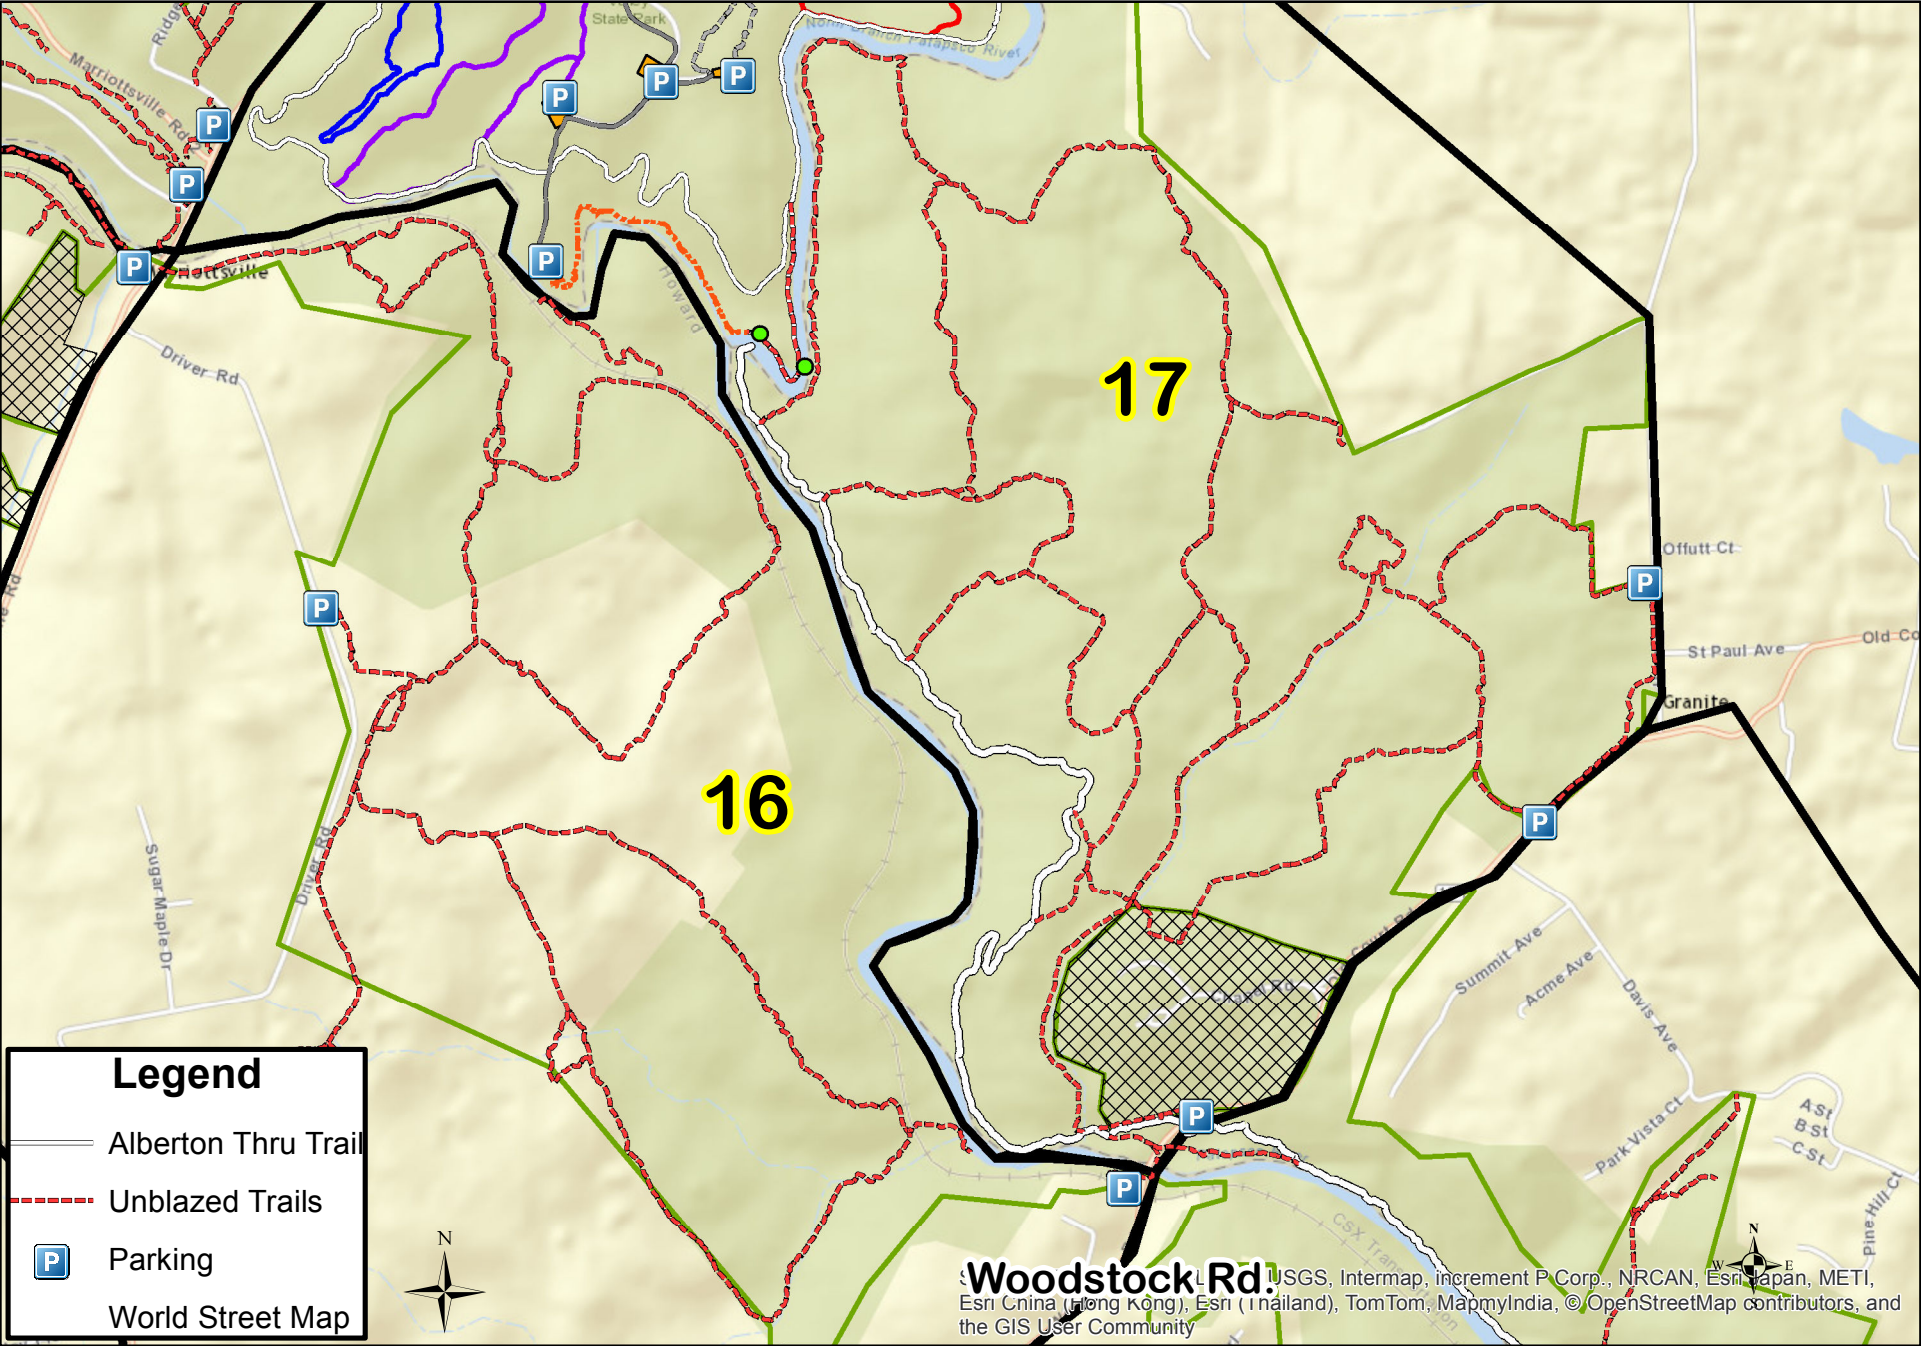 State Park
North Branch Patapsco River
Marriottsville Rd
P
P
P
P
P
P
P
Howard
Driver Rd
17
Offutt Ct
P
P
St Paul Ave
Old Co
Granite
16
P
Driver Rd
Sugar Maple Dr
Court Rd
Summit Ave
Acme Ave
Davis Ave
Chapel Rd
Park Vista Ct
A St
B St
C St
Pine Hill Ct
P
P
Legend
Alberton Thru Trail
Unblazed Trails
P Parking
World Street Map
N
N
W E
S
Woodstock Rd.
USGS, Intermap, increment P Corp., NRCAN, Esri Japan, METI,
Esri China (Hong Kong), Esri (Thailand), TomTom, MapmyIndia, © OpenStreetMap contributors, and
the GIS User Community